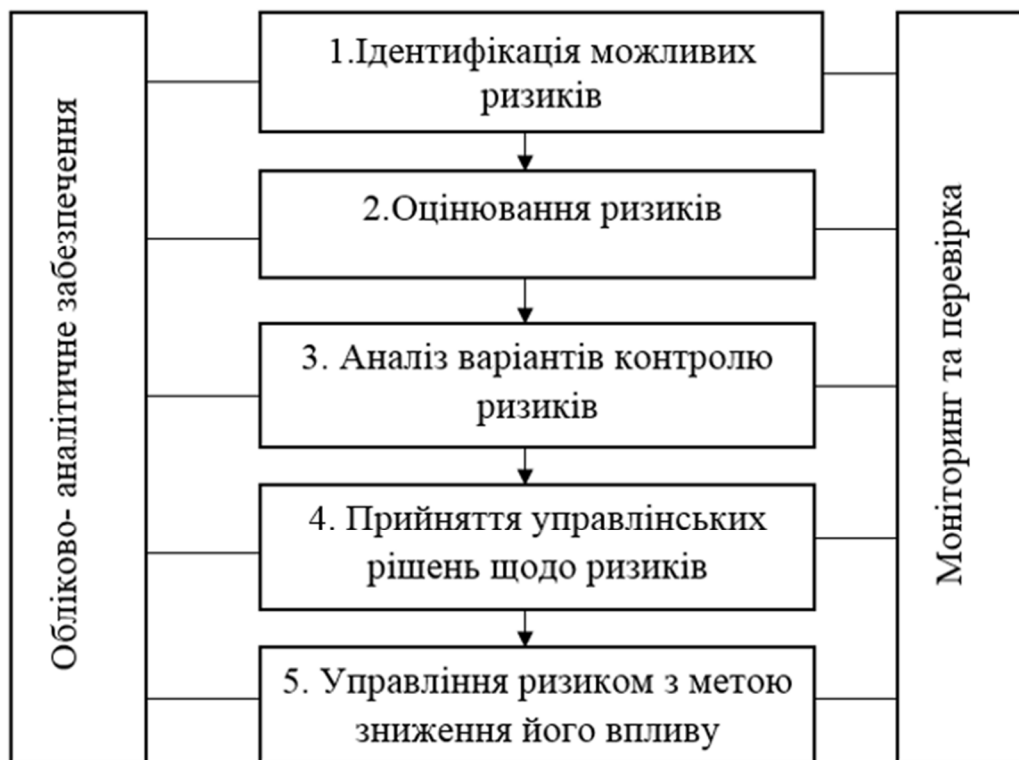 Обліково- аналітичне забезпечення
1.Ідентифікація можливих
ризиків
2.Оцінювання ризиків
3. Аналіз варіантів контролю
ризиків
4. Прийняття управлінських
рішень щодо ризиків
5. Управління ризиком з метою
зниження його впливу
Моніторинг та перевірка